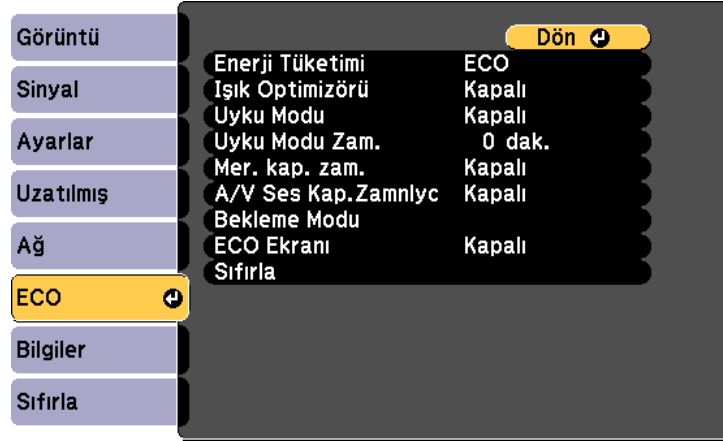 Görüntü
Sinyal
Ayarlar
Uzatılmış
Ağ
ECO
Bilgiler
Sıfırla
Dön
Enerji Tüketimi ECO
Işık Optimizörü Kapalı
Uyku Modu Kapalı
Uyku Modu Zam. 0 dak.
Mer. kap. zam. Kapalı
A/V Ses Kap.Zamnlyc Kapalı
Bekleme Modu
ECO Ekranı Kapalı
Sıfırla